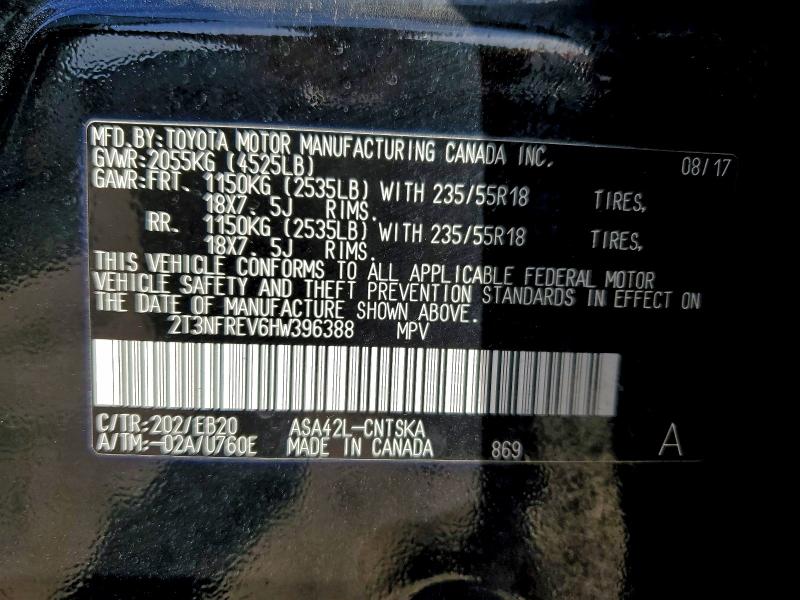 MFD. BY: TOYOTA MOTOR MANUFACTURING CANADA INC. 08/17
GVWR: 2055KG (4525LB)
GAWR: FRT. 1150KG (2535LB) WITH 235/55R18 TIRES,
18X7. 5J RIMS.
RR. 1150KG (2535LB) WITH 235/55R18 TIRES,
18X7. 5J RIMS.
THIS VEHICLE CONFORMS TO ALL APPLICABLE FEDERAL MOTOR
VEHICLE SAFETY AND THEFT PREVENTION STANDARDS IN EFFECT ON
THE DATE OF MANUFACTURE SHOWN ABOVE.
2T3NFREV6HW396388 MPV
C/TR: 202/EB20 ASA42L-CNTSKA
A/TM: -02A/U760E MADE IN CANADA 869 A